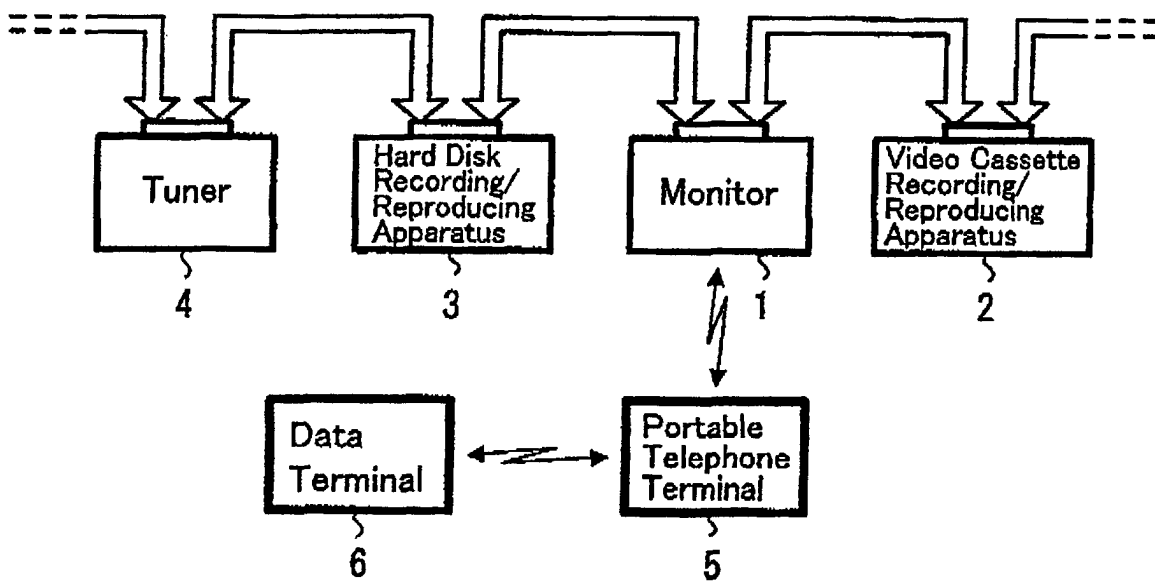 Tuner
Hard Disk
Recording/
Reproducing
Apparatus
Monitor
Video Cassette
Recording/
Reproducing
Apparatus
4
3
1
2
Data
Terminal
Portable
Telephone
Terminal
6
5